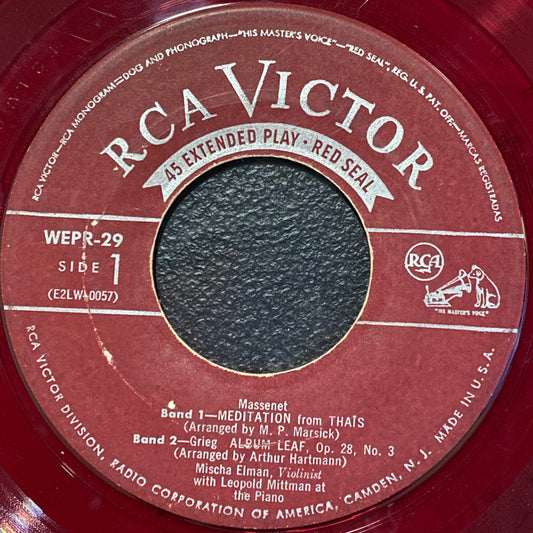 RCA VICTOR—RCA MONOGRAM—DOG AND PHONOGRAPH—"HIS MASTER'S VOICE"—"RED SEAL", REG. U. S. PAT. OFF.—MARCAS REGISTRADAS
RCA VICTOR
45 EXTENDED PLAY • RED SEAL
WEPR-29
SIDE 1
(E2LW-0057)
RCA
"HIS MASTER'S VOICE"
Massenet
Band 1—MEDITATION from THAÏS
(Arranged by M. P. Marsick)
Band 2—Grieg ALBUM LEAF, Op. 28, No. 3
(Arranged by Arthur Hartmann)
Mischa Elman, Violinist
with Leopold Mittman at
the Piano
RCA VICTOR DIVISION, RADIO CORPORATION OF AMERICA, CAMDEN, N. J. MADE IN U.S.A.